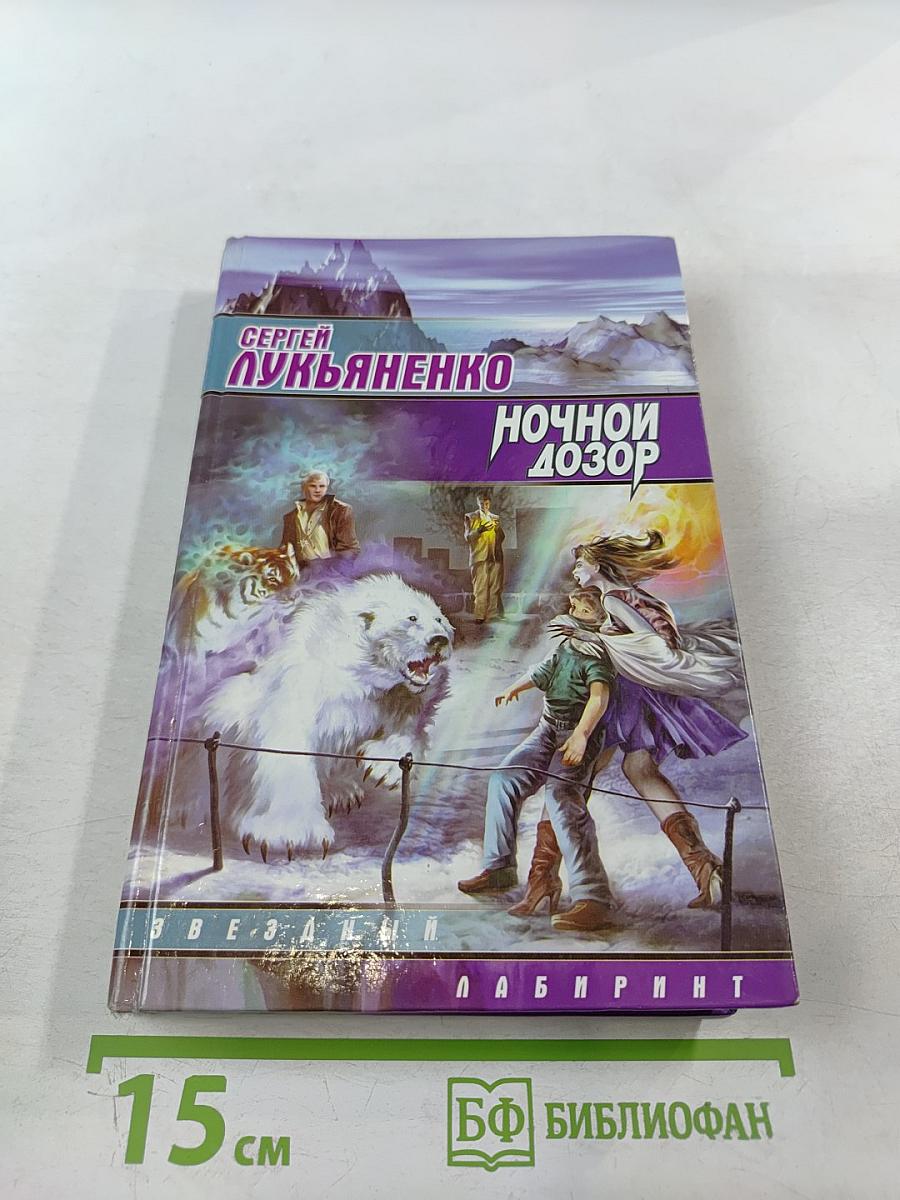 СЕРГЕЙ
ЛУКЬЯНЕНКО
НОЧНОЙ
ДОЗОР
ЗВЕЗДНЫЙ
ЛАБИРИНТ
15 см
БФ БИБЛИОФАН